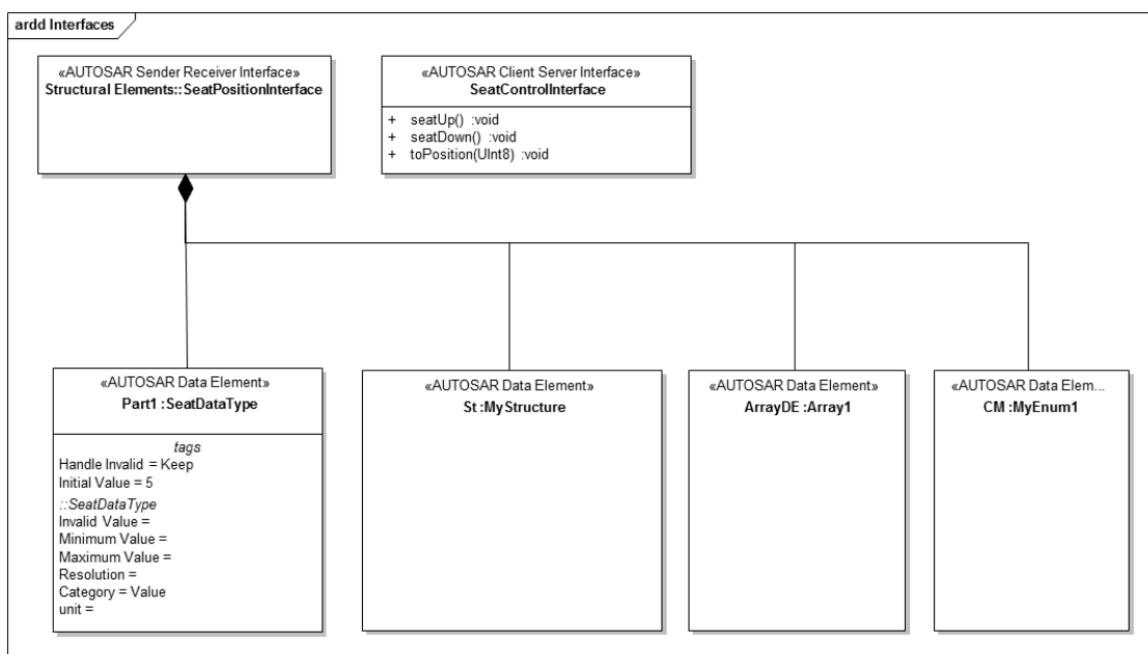 ardd Interfaces
«AUTOSAR Sender Receiver Interface»
Structural Elements::SeatPositionInterface
«AUTOSAR Client Server Interface»
SeatControlInterface
+ seatUp() :void
+ seatDown() :void
+ toPosition(UInt8) :void
«AUTOSAR Data Element»
Part1 :SeatDataType
tags
Handle Invalid = Keep
Initial Value = 5
::SeatDataType
Invalid Value =
Minimum Value =
Maximum Value =
Resolution =
Category = Value
unit =
«AUTOSAR Data Element»
St :MyStructure
«AUTOSAR Data Element»
ArrayDE :Array1
«AUTOSAR Data Elem...
CM :MyEnum1